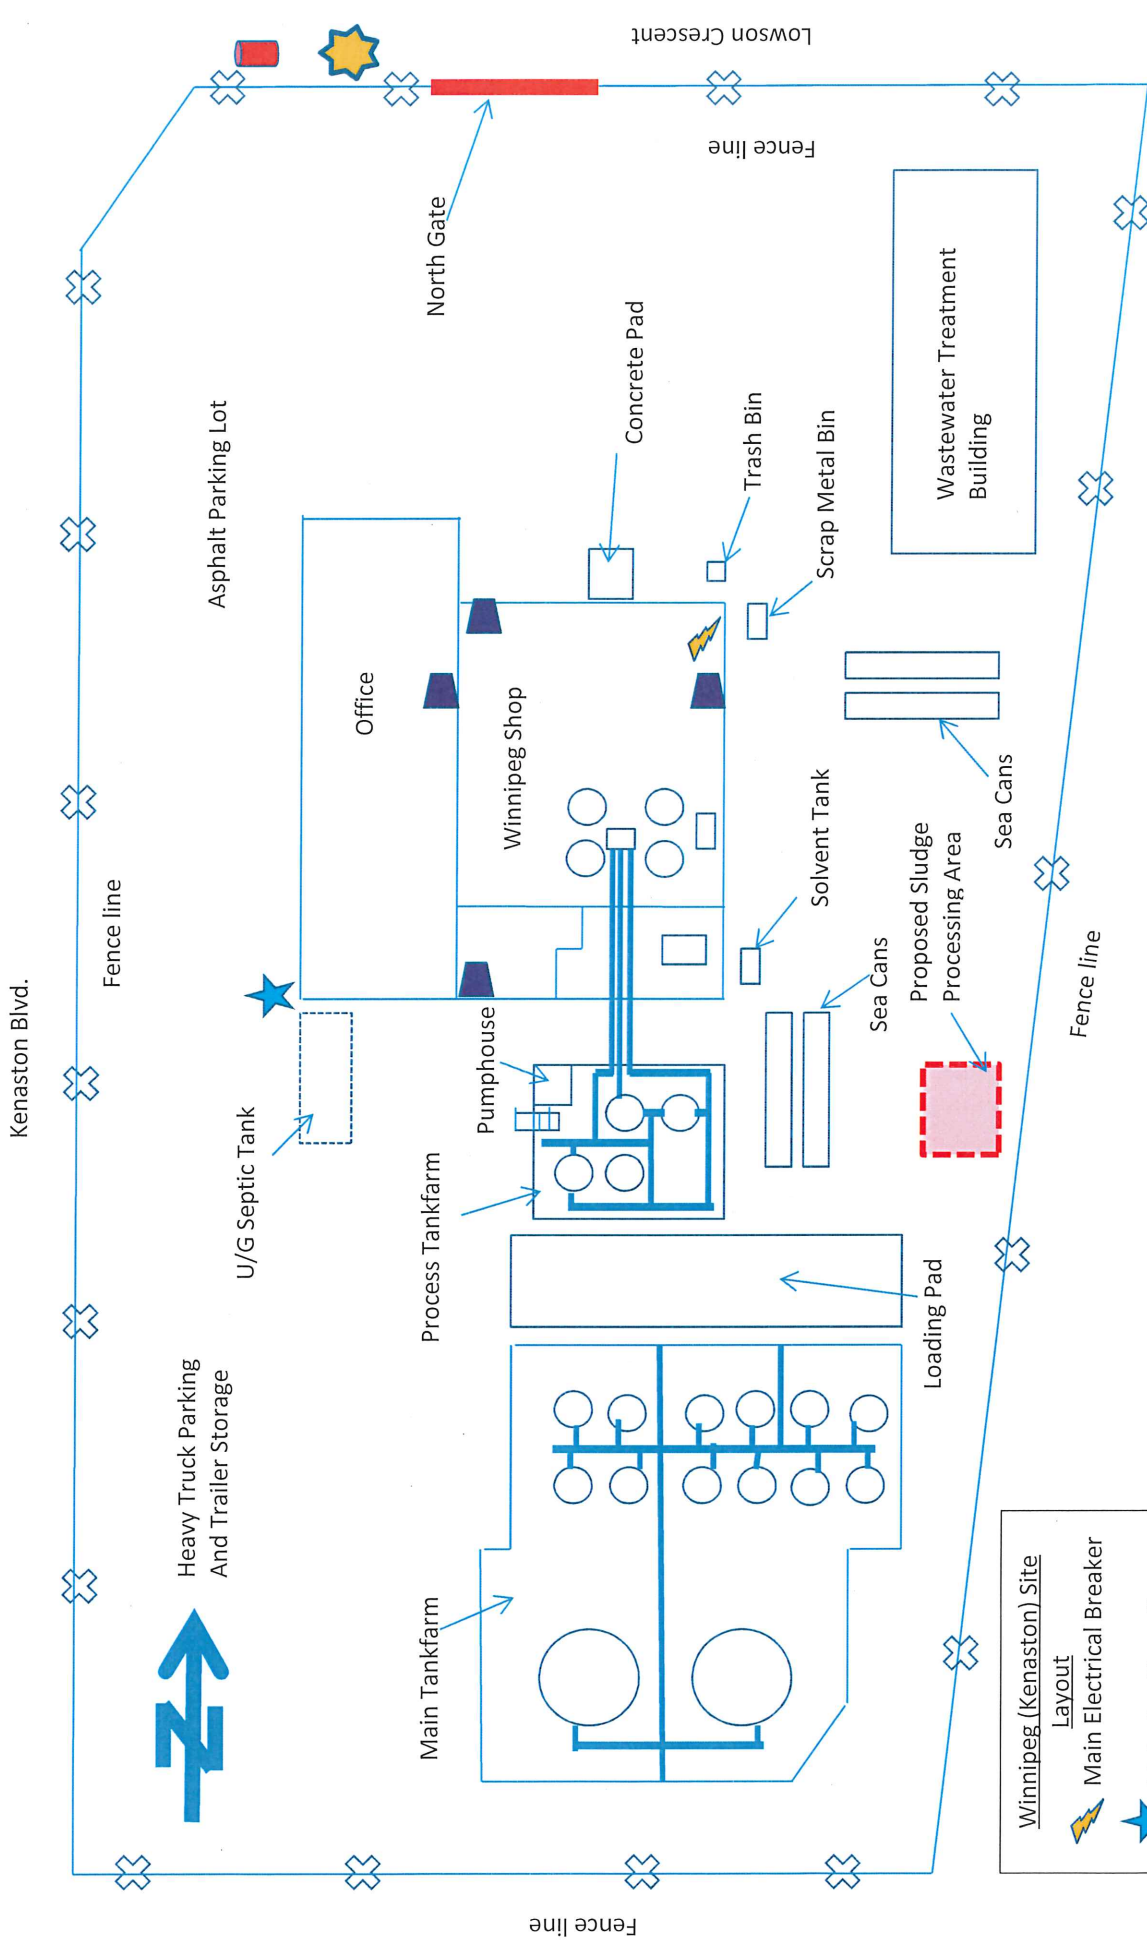 Kenaston Blvd.
Fence line
Heavy Truck Parking
And Trailer Storage
U/G Septic Tank
Asphalt Parking Lot
Office
North Gate
Lowson Crescent
Fence line
Winnipeg Shop
Pumphouse
Process Tankfarm
Main Tankfarm
Concrete Pad
Trash Bin
Scrap Metal Bin
Solvent Tank
Sea Cans
Sea Cans
Proposed Sludge
Processing Area
Wastewater Treatment
Building
Loading Pad
Fence line
Fence line
Winnipeg (Kenaston) Site
Layout
Main Electrical Breaker
N